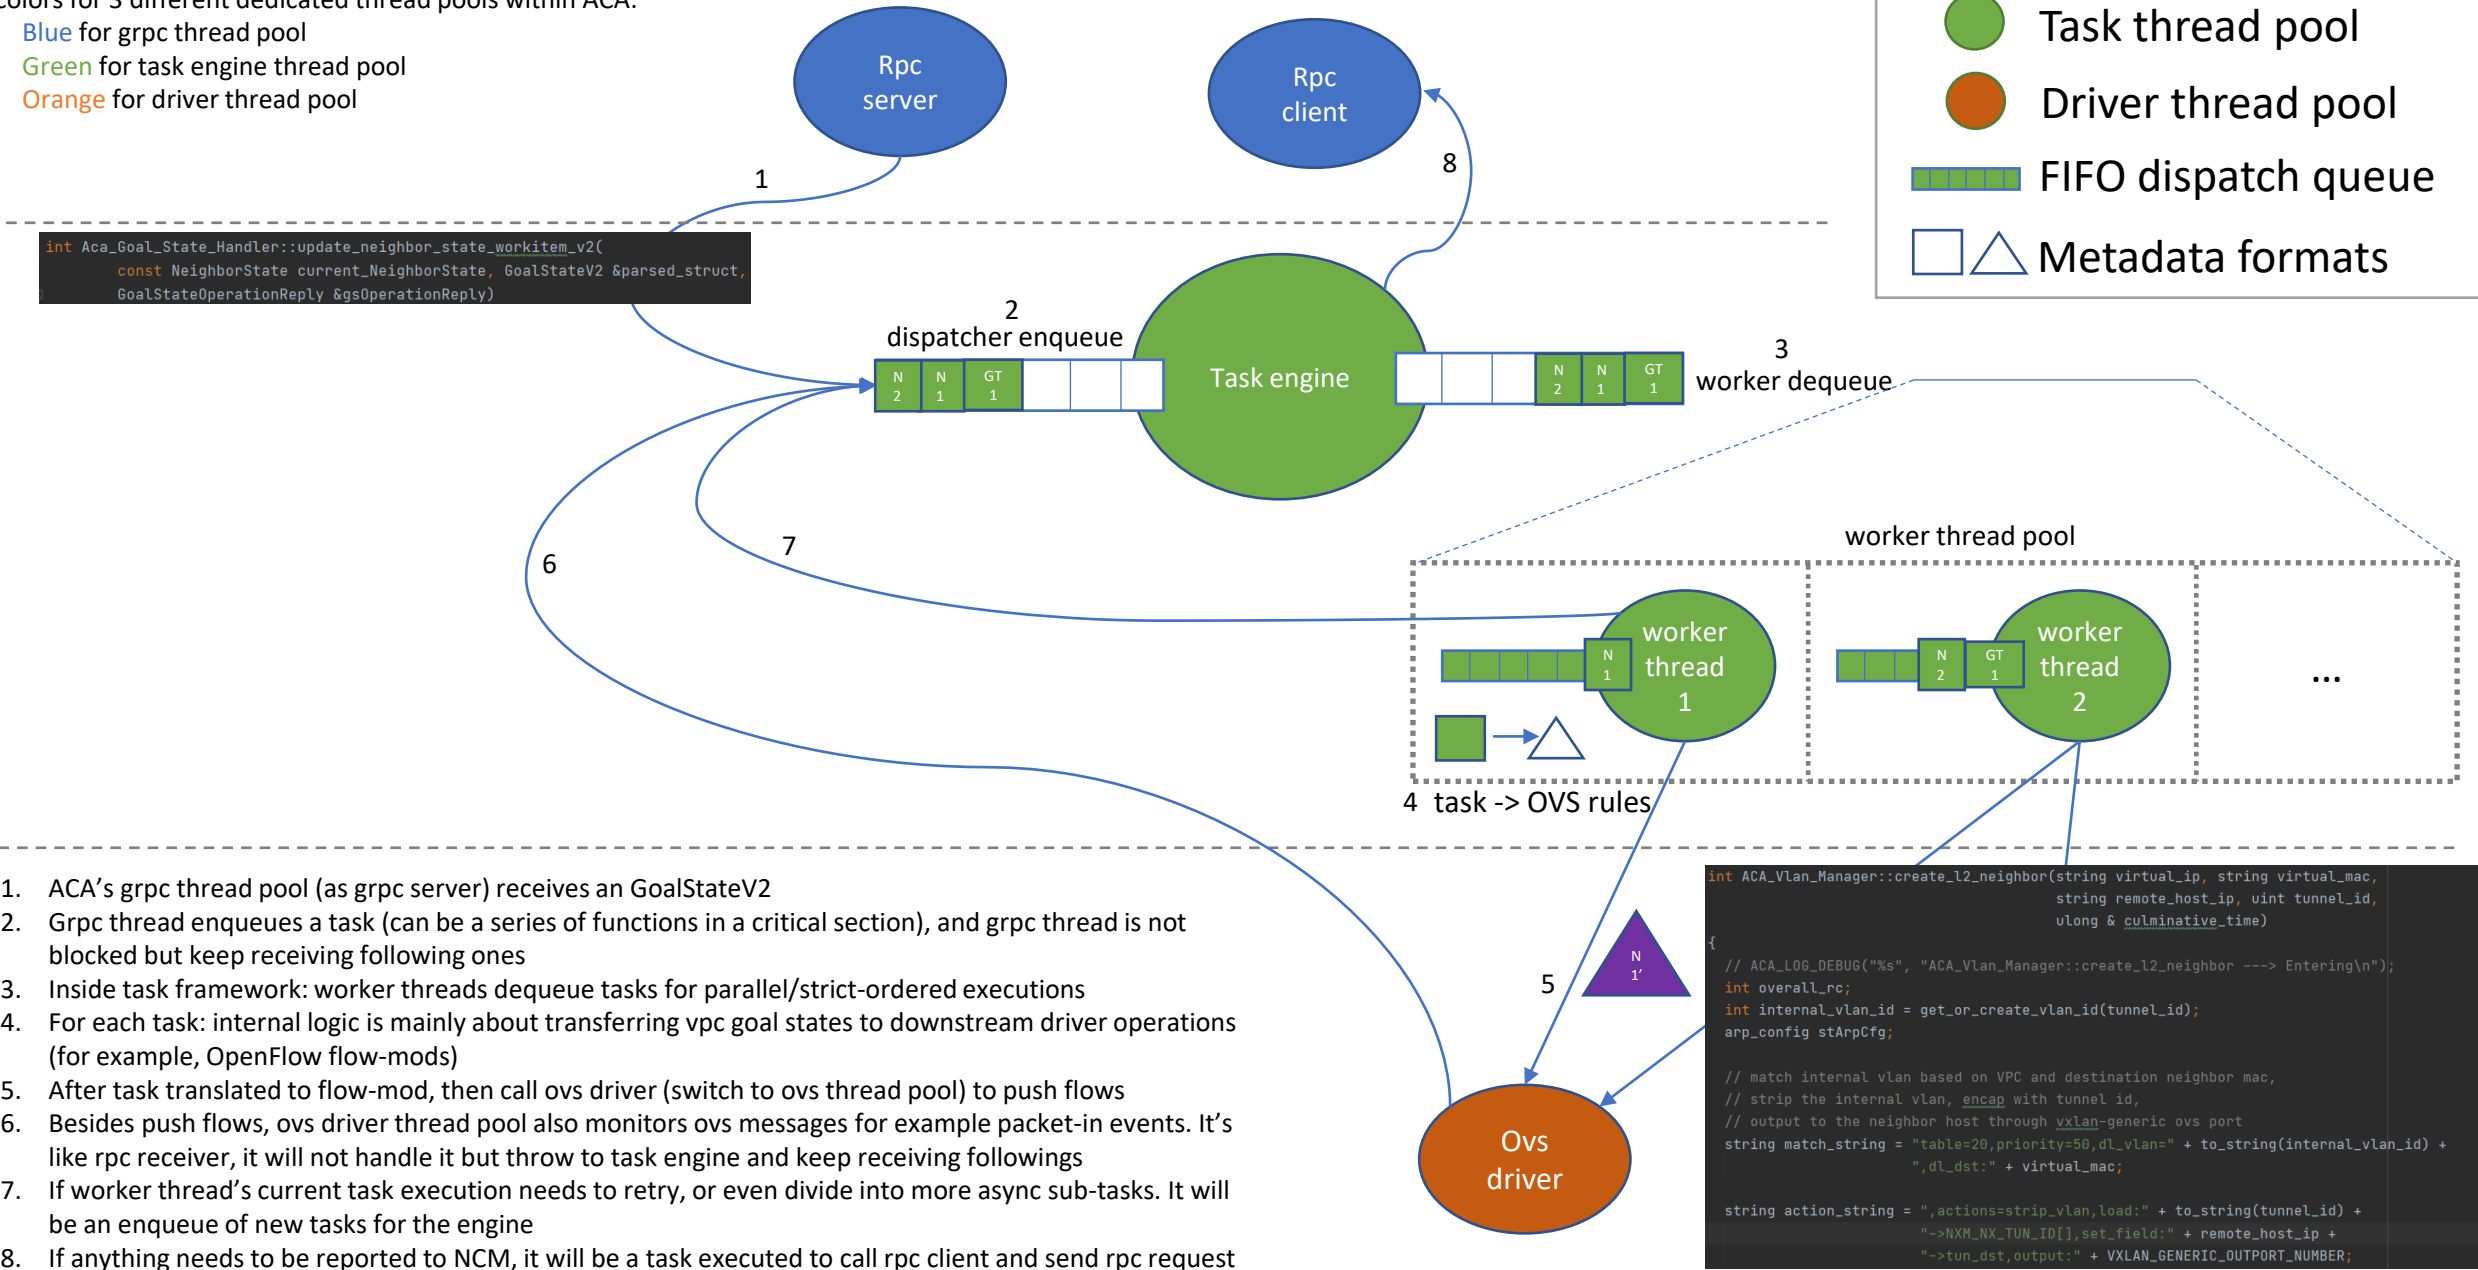 colors for 3 different dedicated thread pools within ACA:
Blue for grpc thread pool
Green for task engine thread pool
Orange for driver thread pool
Rpc
server
Rpc
client
Task thread pool
Driver thread pool
FIFO dispatch queue
Metadata formats
1
8
int Aca_Goal_State_Handler::update_neighbor_state_workitem_v2(
const NeighborState current_NeighborState, GoalStateV2 &parsed_struct,
GoalStateOperationReply &gsOperationReply)
2
dispatcher enqueue
N
2
N
1
GT
1
Task engine
N
2
N
1
GT
1
3
worker dequeue
6
7
worker thread pool
N
1
worker
thread
1
N
2
GT
1
worker
thread
2
...
4 task -> OVS rules
1. ACA's grpc thread pool (as grpc server) receives an GoalStateV2
2. Grpc thread enqueues a task (can be a series of functions in a critical section), and grpc thread is not
blocked but keep receiving following ones
3. Inside task framework: worker threads dequeue tasks for parallel/strict-ordered executions
4. For each task: internal logic is mainly about transferring vpc goal states to downstream driver operations
(for example, OpenFlow flow-mods)
5. After task translated to flow-mod, then call ovs driver (switch to ovs thread pool) to push flows
6. Besides push flows, ovs driver thread pool also monitors ovs messages for example packet-in events. It's
like rpc receiver, it will not handle it but throw to task engine and keep receiving followings
7. If worker thread's current task execution needs to retry, or even divide into more async sub-tasks. It will
be an enqueue of new tasks for the engine
8. If anything needs to be reported to NCM, it will be a task executed to call rpc client and send rpc request
5
N
1'
Ovs
driver
int ACA_Vlan_Manager::create_l2_neighbor(string virtual_ip, string virtual_mac,
string remote_host_ip, uint tunnel_id,
ulong & culminative_time)
{
// ACA_LOG_DEBUG("%s", "ACA_Vlan_Manager::create_l2_neighbor ---> Entering\n");
int overall_rc;
int internal_vlan_id = get_or_create_vlan_id(tunnel_id);
arp_config stArpCfg;
// match internal vlan based on VPC and destination neighbor mac,
// strip the internal vlan, encap with tunnel id,
// output to the neighbor host through vxlan-generic ovs port
string match_string = "table=20,priority=50,dl_vlan=" + to_string(internal_vlan_id) +
",dl_dst:" + virtual_mac;
string action_string = ",actions=strip_vlan,load:" + to_string(tunnel_id) +
"->NXM_NX_TUN_ID[],set_field:" + remote_host_ip +
"->tun_dst,output:" + VXLAN_GENERIC_OUTPORT_NUMBER;